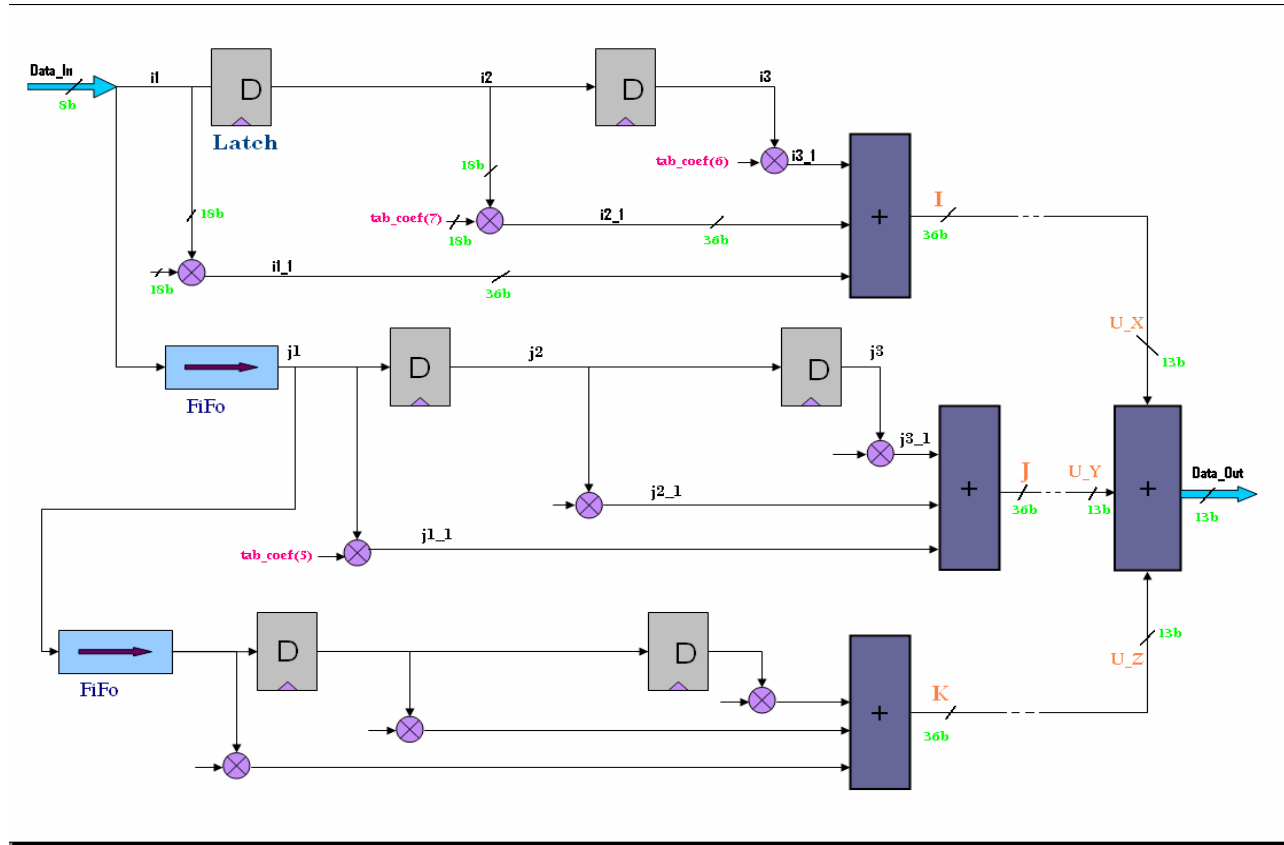 Data_In
8b
i1
D
Latch
i2
D
i3
18b
18b
tab_coef(6)
i3_1
tab_coef(7)
18b
i2_1
36b
18b
i1_1
36b
+
I
36b
U_X
13b
FiFo
j1
D
j2
D
j3
j3_1
j2_1
tab_coef(5)
j1_1
+
J
36b
U_Y
13b
+
Data_Out
13b
FiFo
D
D
+
K
36b
13b
U_Z